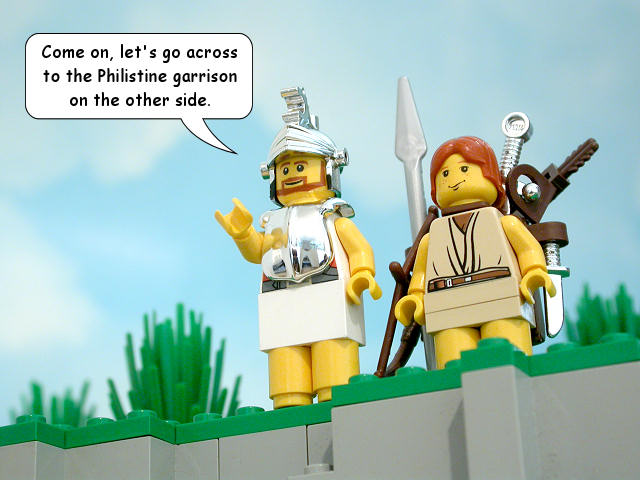 Come on, let's go across
to the Philistine garrison
on the other side.